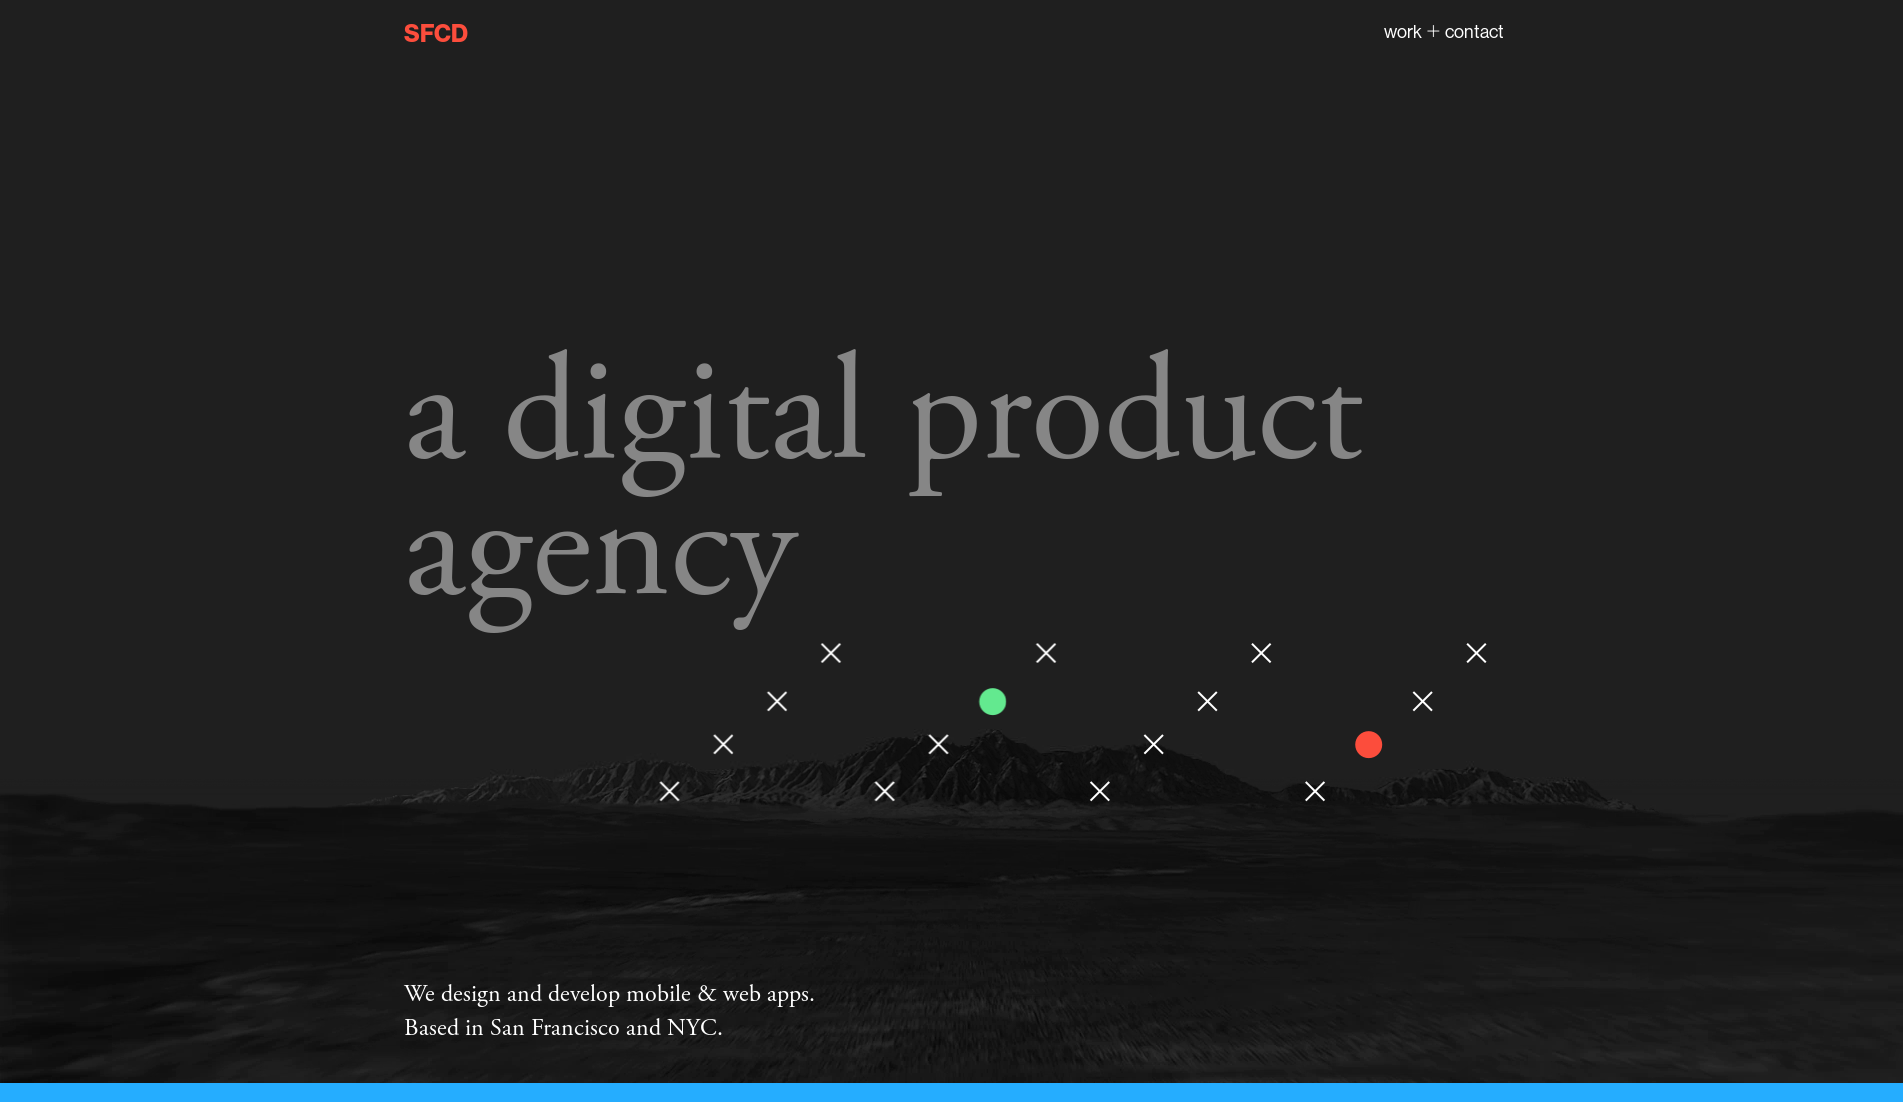 SFCD
work + contact
a digital product
agency
We design and develop mobile & web apps.
Based in San Francisco and NYC.